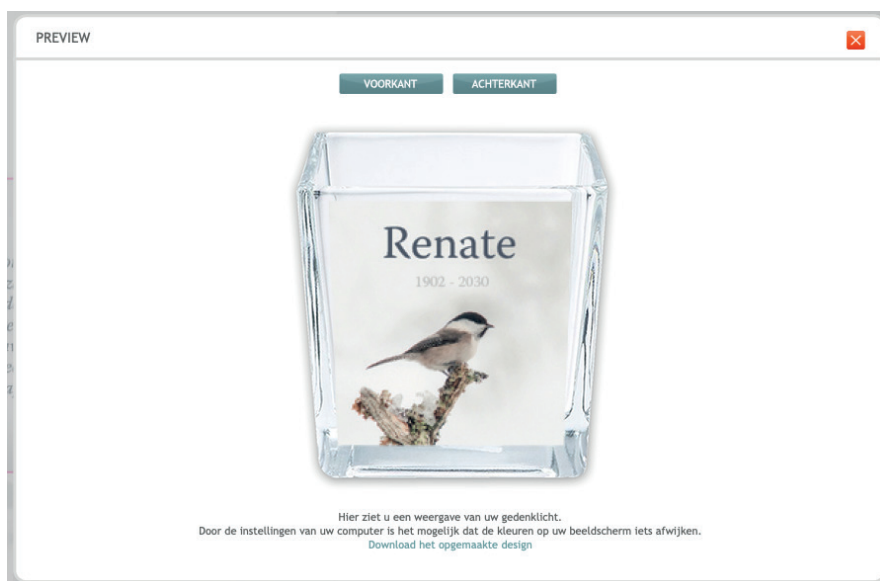 PREVIEW
VOORKANT ACHTERKANT
Renate
1902 - 2030
Hier ziet u een weergave van uw gedenklicht.
Door de instellingen van uw computer is het mogelijk dat de kleuren op uw beeldscherm iets afwijken.
Download het opgemaakte design